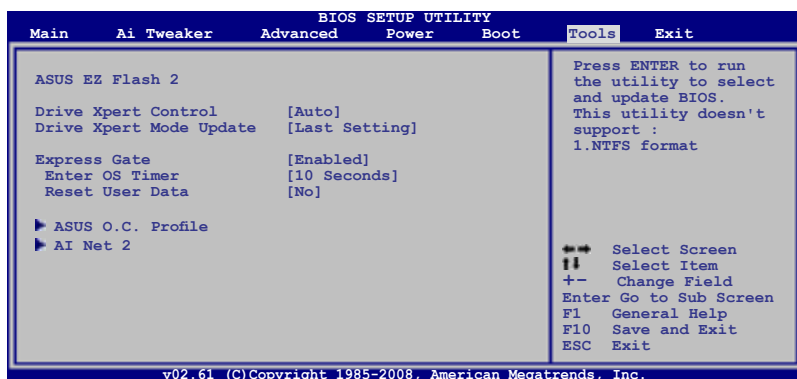 BIOS SETUP UTILITY
Main Ai Tweaker Advanced Power Boot Tools Exit
ASUS EZ Flash 2
Drive Xpert Control [Auto]
Drive Xpert Mode Update [Last Setting]
Express Gate [Enabled]
Enter OS Timer [10 Seconds]
Reset User Data [No]
ASUS O.C. Profile
AI Net 2
Press ENTER to run
the utility to select
and update BIOS.
This utility doesn't
support :
1.NTFS format
Select Screen
Select Item
+- Change Field
Enter Go to Sub Screen
F1 General Help
F10 Save and Exit
ESC Exit
v02.61 (C)Copyright 1985-2008, American Megatrends, Inc.